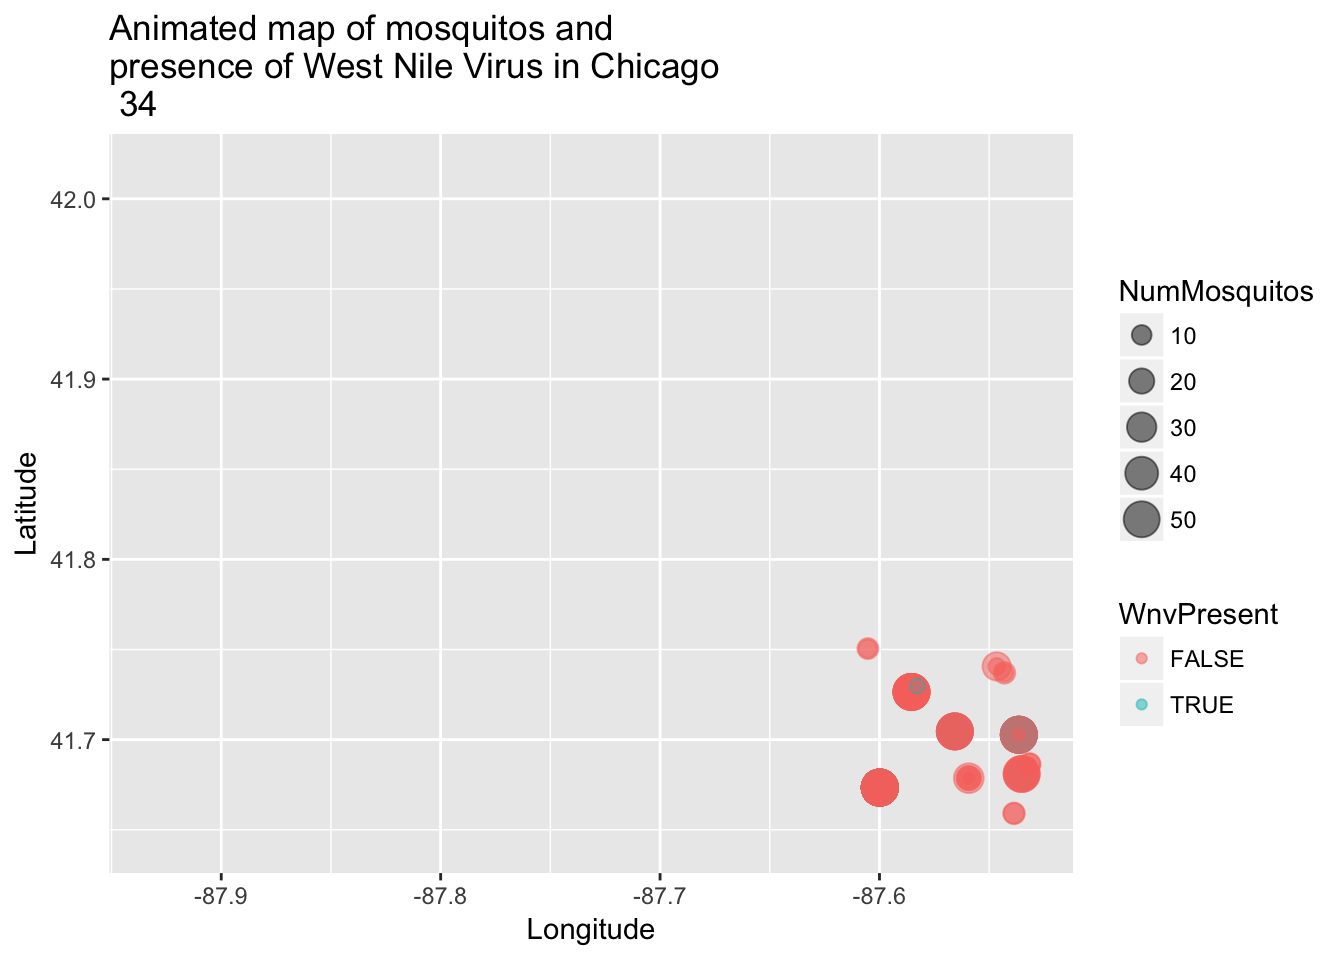 Animated map of mosquitos and
presence of West Nile Virus in Chicago
34
42.0
41.9
41.8
41.7
Latitude
-87.9
-87.8
-87.7
-87.6
Longitude
NumMosquitos
10
20
30
40
50
WnvPresent
FALSE
TRUE